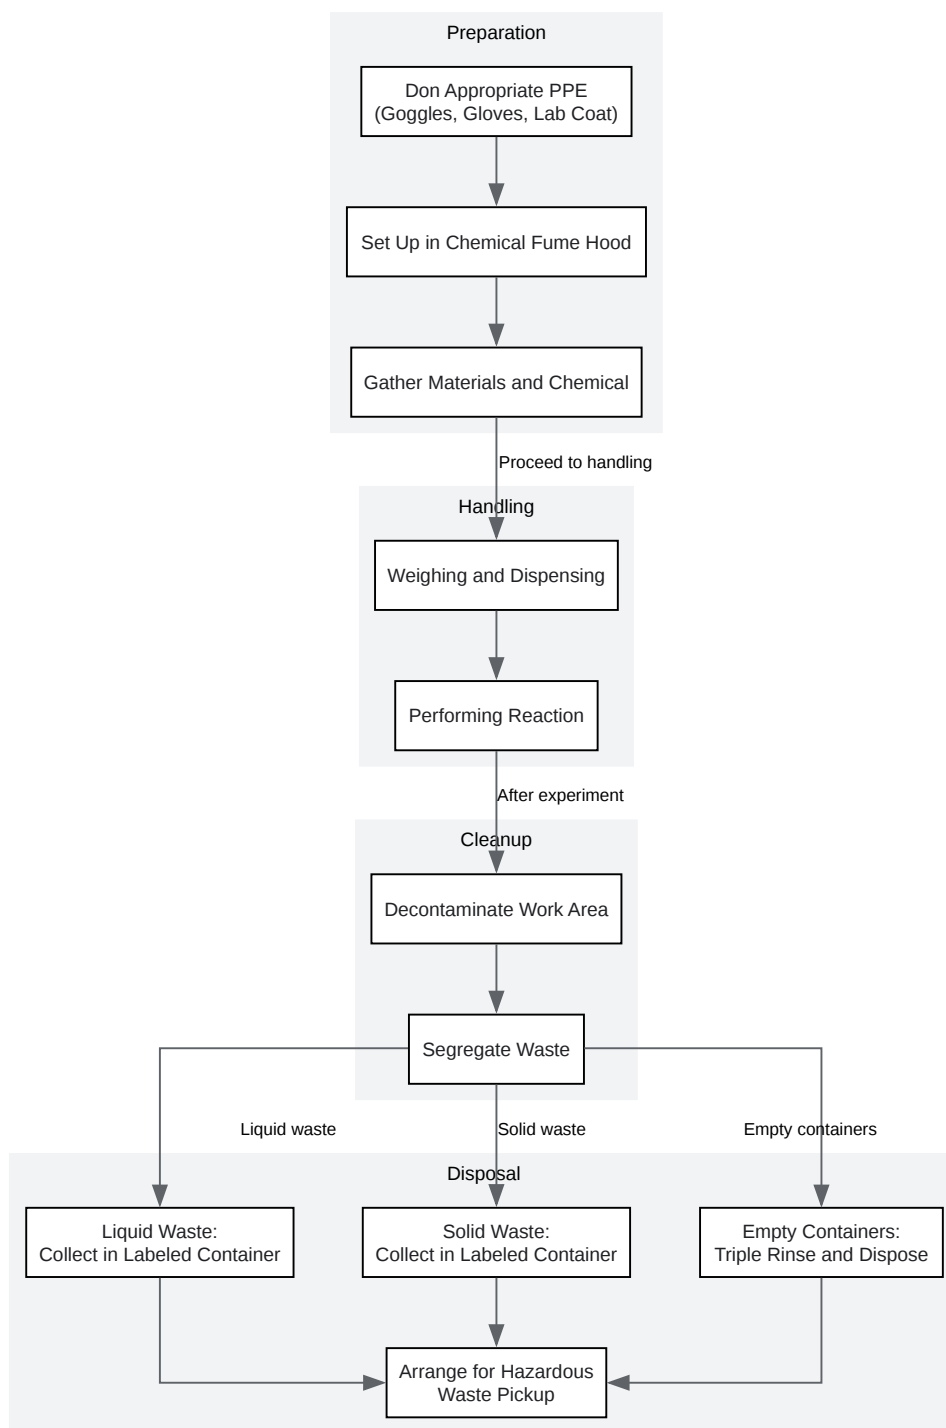 Preparation
Don Appropriate PPE
(Goggles, Gloves, Lab Coat)
Set Up in Chemical Fume Hood
Gather Materials and Chemical
Proceed to handling
Handling
Weighing and Dispensing
Performing Reaction
After experiment
Cleanup
Decontaminate Work Area
Segregate Waste
Liquid waste
Solid waste
Empty containers
Disposal
Liquid Waste:
Collect in Labeled Container
Solid Waste:
Collect in Labeled Container
Empty Containers:
Triple Rinse and Dispose
Arrange for Hazardous
Waste Pickup